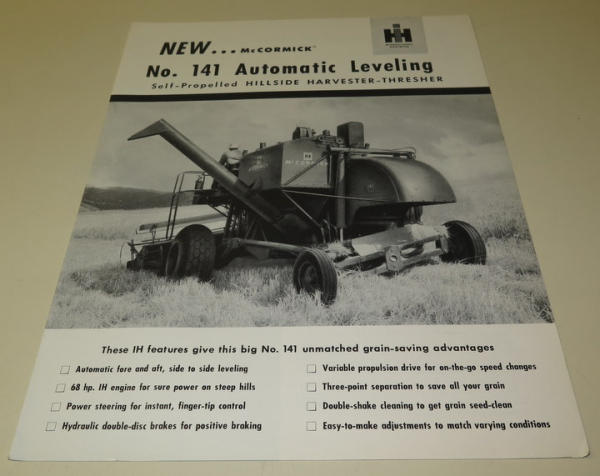 NEW... McCORMICK
IH
No. 141 Automatic Leveling
Self-Propelled HILLSIDE HARVESTER-THRESHER
IH
McCORMICK
These IH features give this big No. 141 unmatched grain-saving advantages
Automatic fore and aft, side to side leveling
68 hp. IH engine for sure power on steep hills
Power steering for instant, finger-tip control
Hydraulic double-disc brakes for positive braking
Variable propulsion drive for on-the-go speed changes
Three-point separation to save all your grain
Double-shake cleaning to get grain seed-clean
Easy-to-make adjustments to match varying conditions